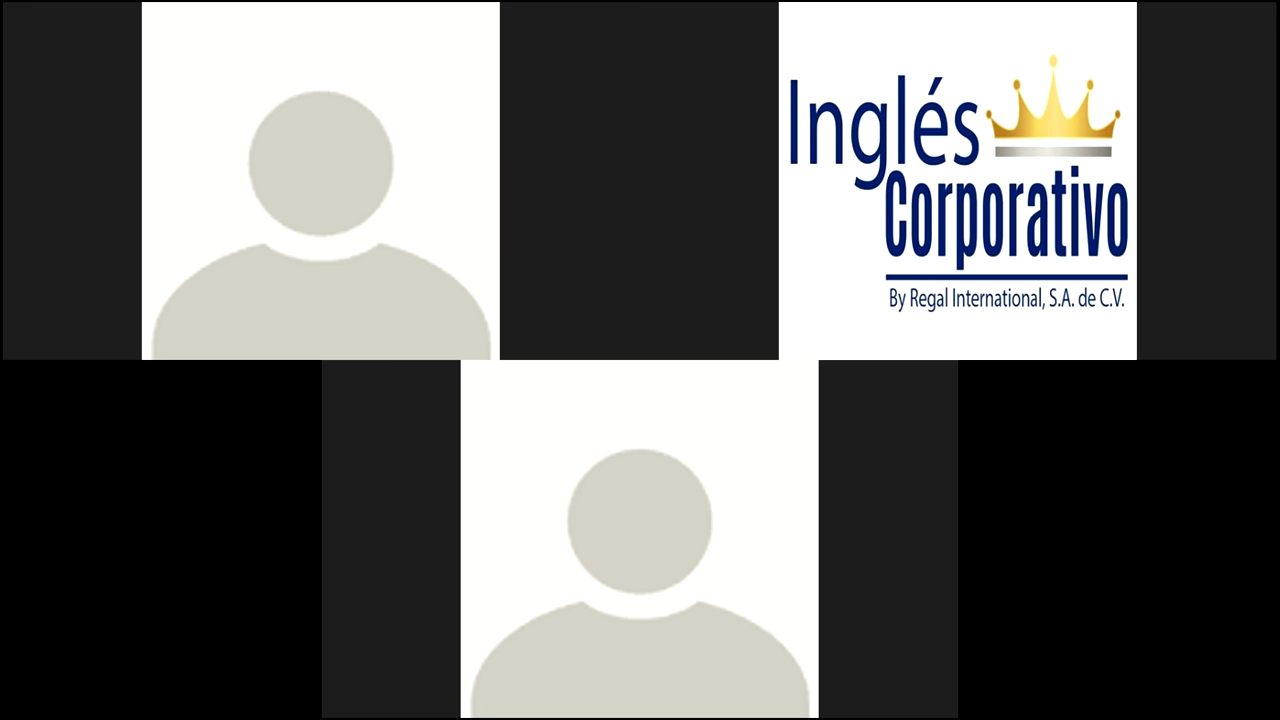 Inglés
Corporativo
By Regal International, S.A. de C.V.